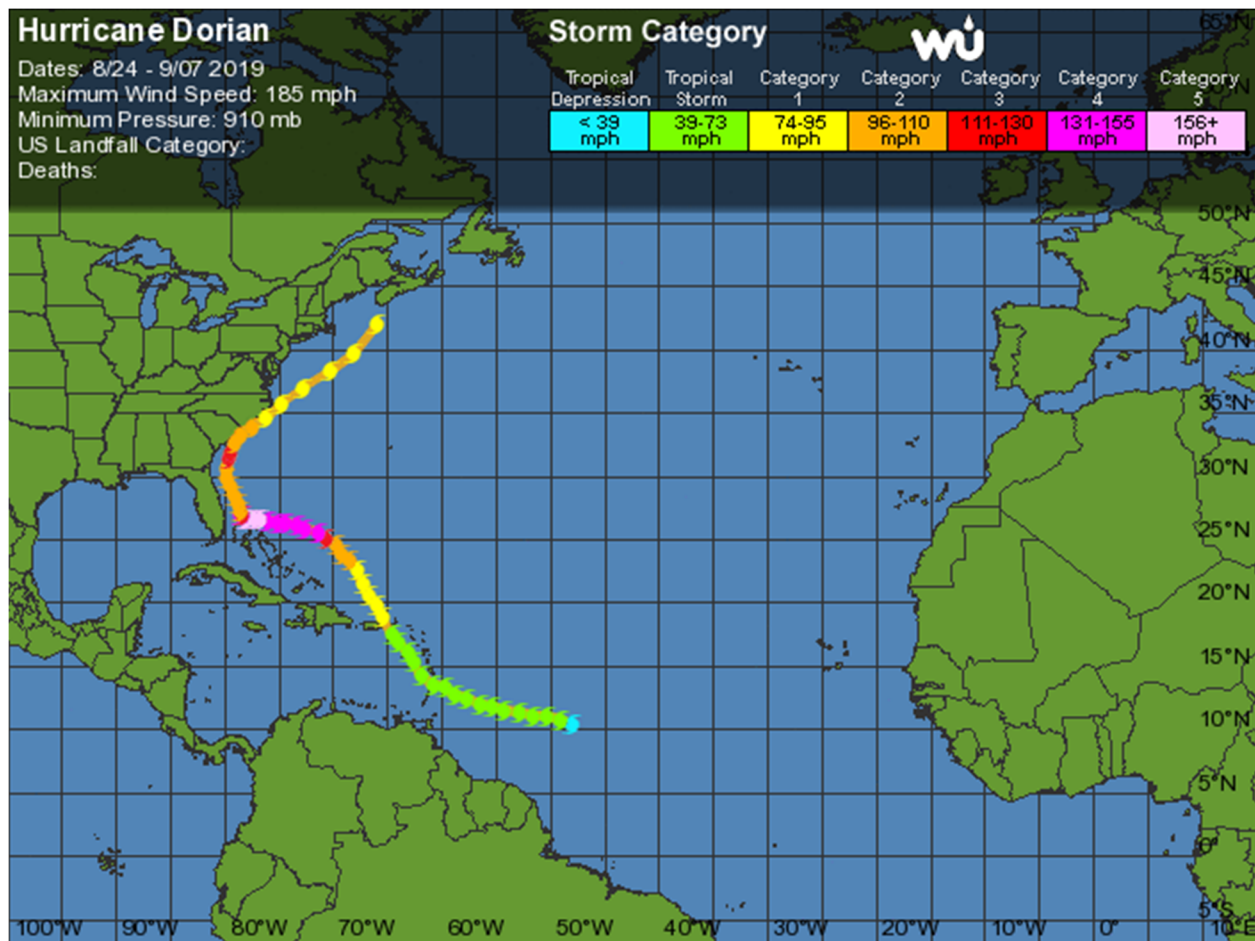 Hurricane Dorian
Dates: 8/24 - 9/07 2019
Maximum Wind Speed: 185 mph
Minimum Pressure: 910 mb
US Landfall Category:
Deaths:
Storm Category
wU
Tropical Depression
Tropical Storm
Category 1
Category 2
Category 3
Category 4
Category 5
< 39 mph
39-73 mph
74-95 mph
96-110 mph
111-130 mph
131-155 mph
156+ mph
65°N
50°N
45°N
40°N
35°N
30°N
25°N
20°N
15°N
10°N
5°N
0°
5°S
100°W 90°W 80°W 70°W 60°W 50°W 40°W 30°W 20°W 10°W 0° 10°E